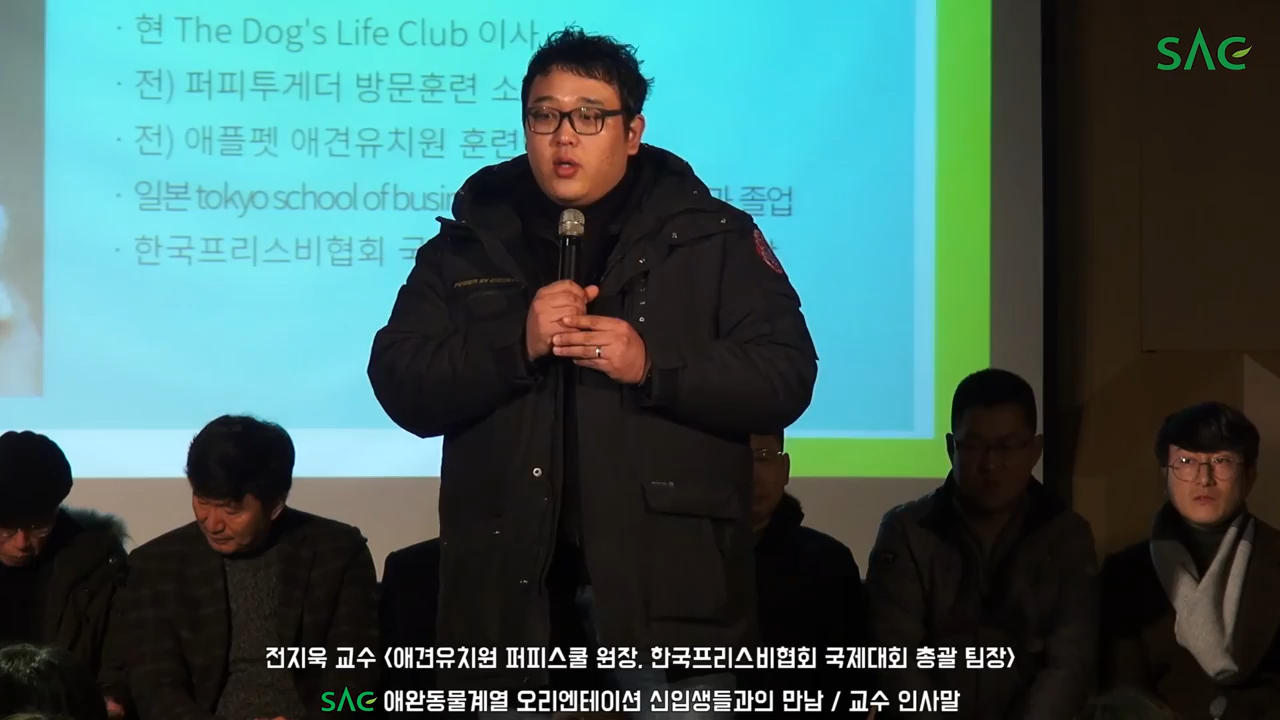 · 현 The Dog's Life Club 이사
SAC
· 전) 퍼피투게더 방문훈련 소
· 전) 애플펫 애견유치원 훈련
· 일본 tokyo school of busin 졸업
· 한국프리스비협회 국
전지욱 교수 <애견유치원 퍼피스쿨 원장, 한국프리스비협회 국제대회 총괄 팀장>
SAC 애완동물계열 오리엔테이션 신입생들과의 만남 / 교수 인사말